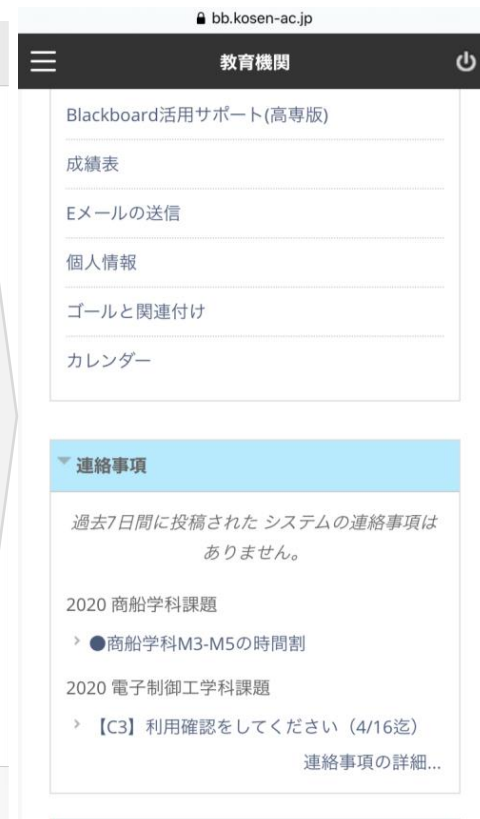 bb.kosen-ac.jp
教育機関
Blackboard活用サポート(高専版)
成績表
Eメールの送信
個人情報
ゴールと関連付け
カレンダー
連絡事項
過去7日間に投稿された システムの連絡事項は
ありません。
2020 商船学科課題
●商船学科M3-M5の時間割
2020 電子制御工学科課題
【C3】利用確認をしてください（4/16迄）
連絡事項の詳細...